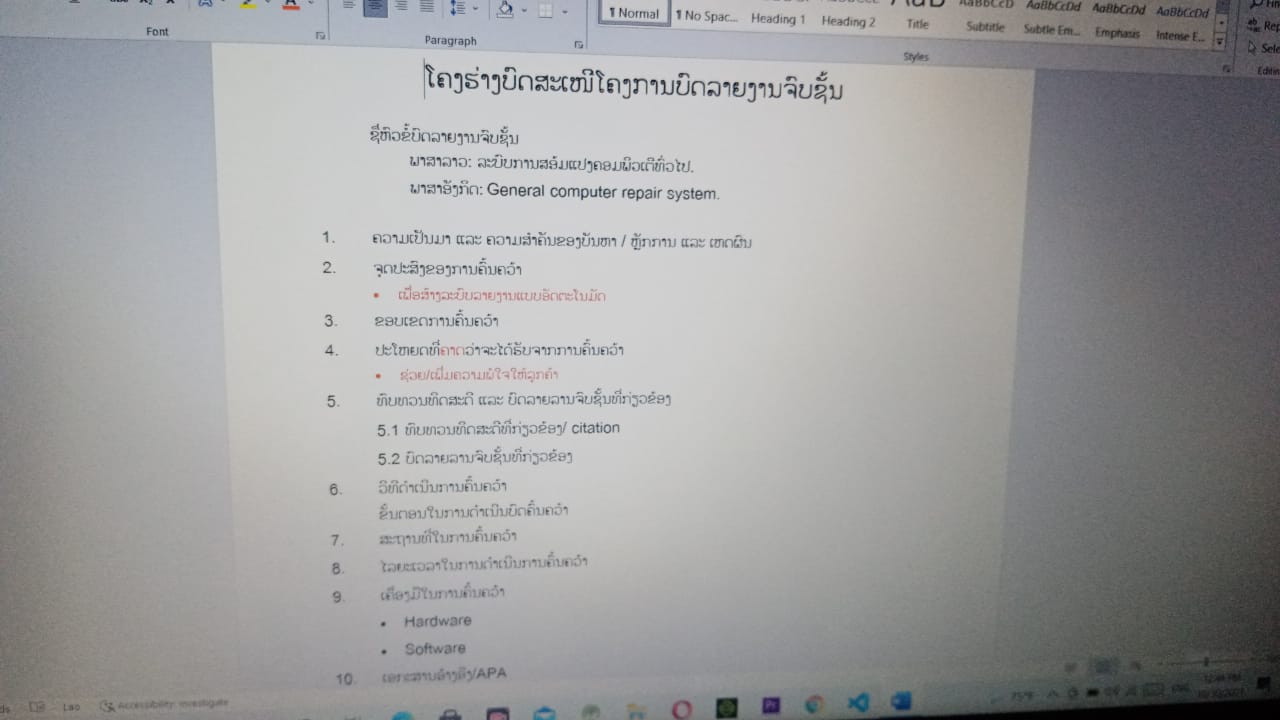 Font
Paragraph
Styles
¶ Normal
¶ No Spac...
Heading 1
Heading 2
Title
Subtitle
Subtle Em...
Emphasis
Intense E...
ໂຄງຮ່າງບົດສະເໜີໂຄງການບົດລາຍງານຈົບຊັ້ນ
ຊື່ຫົວຂໍ້ບົດລາຍງານຈົບຊັ້ນ
ພາສາລາວ: ລະບົບການສອ້ມແປງຄອມພິວເຕີທົ່ວໄປ.
ພາສາອັງກິດ: General computer repair system.
1. ຄວາມເປັນມາ ແລະ ຄວາມສຳຄັນຂອງບັນຫາ / ຫຼັກການ ແລະ ເຫດຜົນ
2. ຈຸດປະສົງຂອງການຄົ້ນຄວ້າ
• ເພື່ອສ້າງລະບົບລາຍງານແບບອັດຕະໂນມັດ
3. ຂອບເຂດການຄົ້ນຄວ້າ
4. ປະໂຫຍດທີ່ຄາດວ່າຈະໄດ້ຮັບຈາກການຄົ້ນຄວ້າ
• ຊ່ວຍ/ເພີ່ມຄວາມພໍໃຈໃຫ້ລູກຄ້າ
5. ທົບທວນທິດສະດີ ແລະ ບົດລາຍລານຈົບຊັ້ນທີ່ກ່ຽວຂ້ອງ
5.1 ທົບທວນທິດສະດີທີ່ກ່ຽວຂ້ອງ/ citation
5.2 ບົດລາຍລານຈົບຊັ້ນທີ່ກ່ຽວຂ້ອງ
6. ວິທີດຳເນີນການຄົ້ນຄວ້າ
ຂັ້ນຕອນໃນການດຳເນີນບົດຄົ້ນຄວ້າ
7. ສະຖານທີ່ໃນການຄົ້ນຄວ້າ
8. ໄລຍະເວລາໃນການດຳເນີນການຄົ້ນຄວ້າ
9. ເຄື່ອງມືໃນການຄົ້ນຄວ້າ
• Hardware
• Software
10. ເອກະສານອ້າງອີງ/APA
Lao
Accessibility: Investigate
75°F
ENG